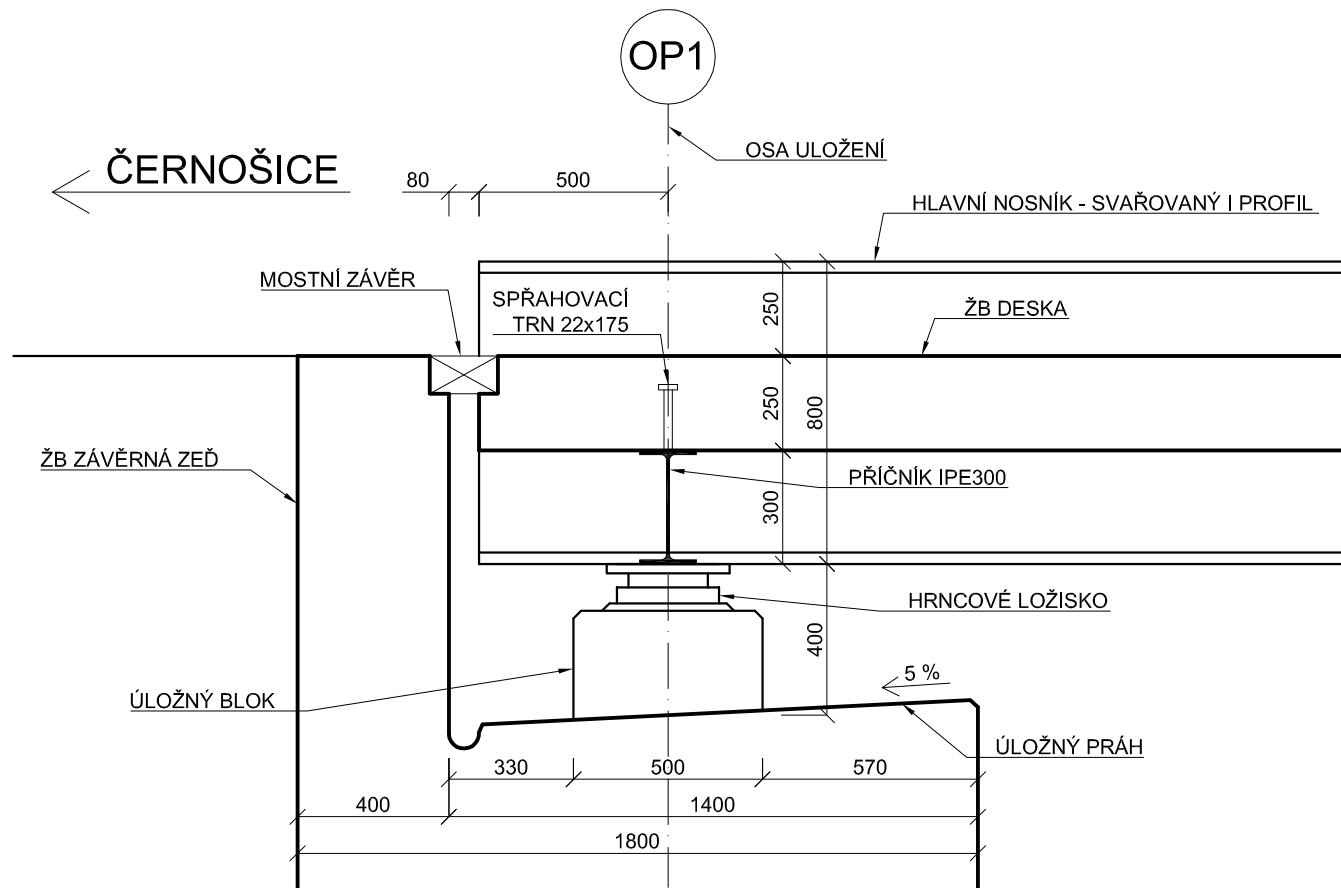 OP1
OSA ULOŽENÍ
ČERNOŠICE
80
500
HLAVNÍ NOSNÍK - SVAŘOVANÝ I PROFIL
MOSTNÍ ZÁVĚR
SPŘAHOVACÍ
TRN 22x175
250
ŽB DESKA
250
800
ŽB ZÁVĚRNÁ ZEĎ
PŘÍČNÍK IPE300
300
HRNCOVÉ LOŽISKO
400
5 %
ÚLOŽNÝ BLOK
ÚLOŽNÝ PRÁH
330
500
570
400
1400
1800